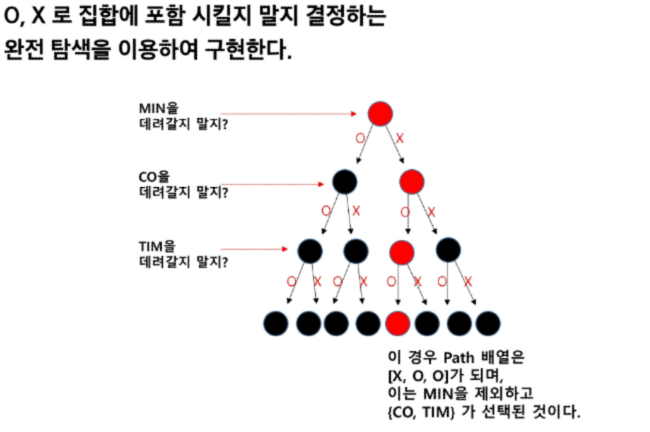 O, X 로 집합에 포함 시킬지 말지 결정하는
완전 탐색을 이용하여 구현한다.
MIN을
데려갈지 말지?
O X
CO을
데려갈지 말지?
O X O X
TIM을
데려갈지 말지?
O X O X O X O X
이 경우 Path 배열은
[X, O, O]가 되며,
이는 MIN을 제외하고
{CO, TIM} 가 선택된 것이다.